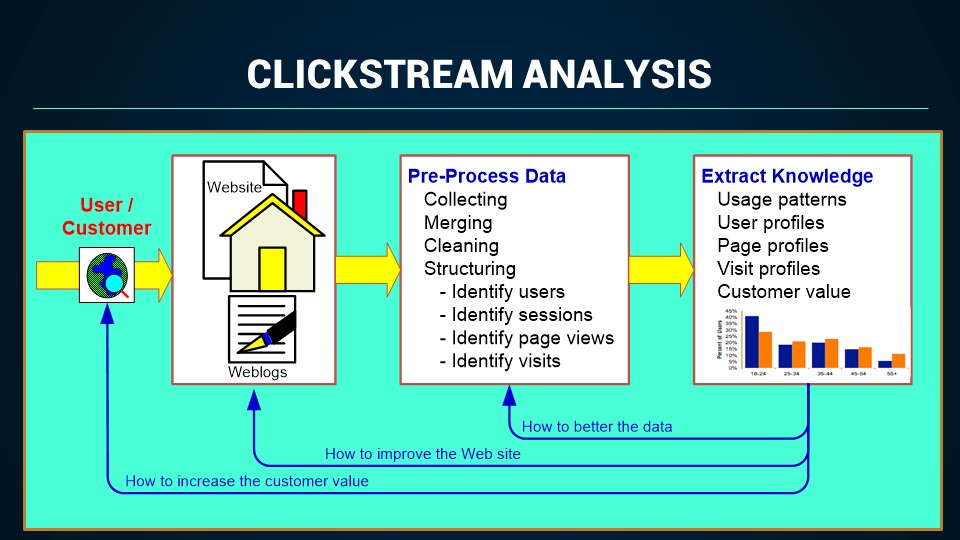 CLICKSTREAM ANALYSIS
User /
Customer
Website
Weblogs
Pre-Process Data
Collecting
Merging
Cleaning
Structuring
- Identify users
- Identify sessions
- Identify page views
- Identify visits
Extract Knowledge
Usage patterns
User profiles
Page profiles
Visit profiles
Customer value
Percent of Users
45%
40%
35%
30%
25%
20%
15%
10%
5%
0%
18-24
25-34
35-44
45-54
55+
How to better the data
How to improve the Web site
How to increase the customer value